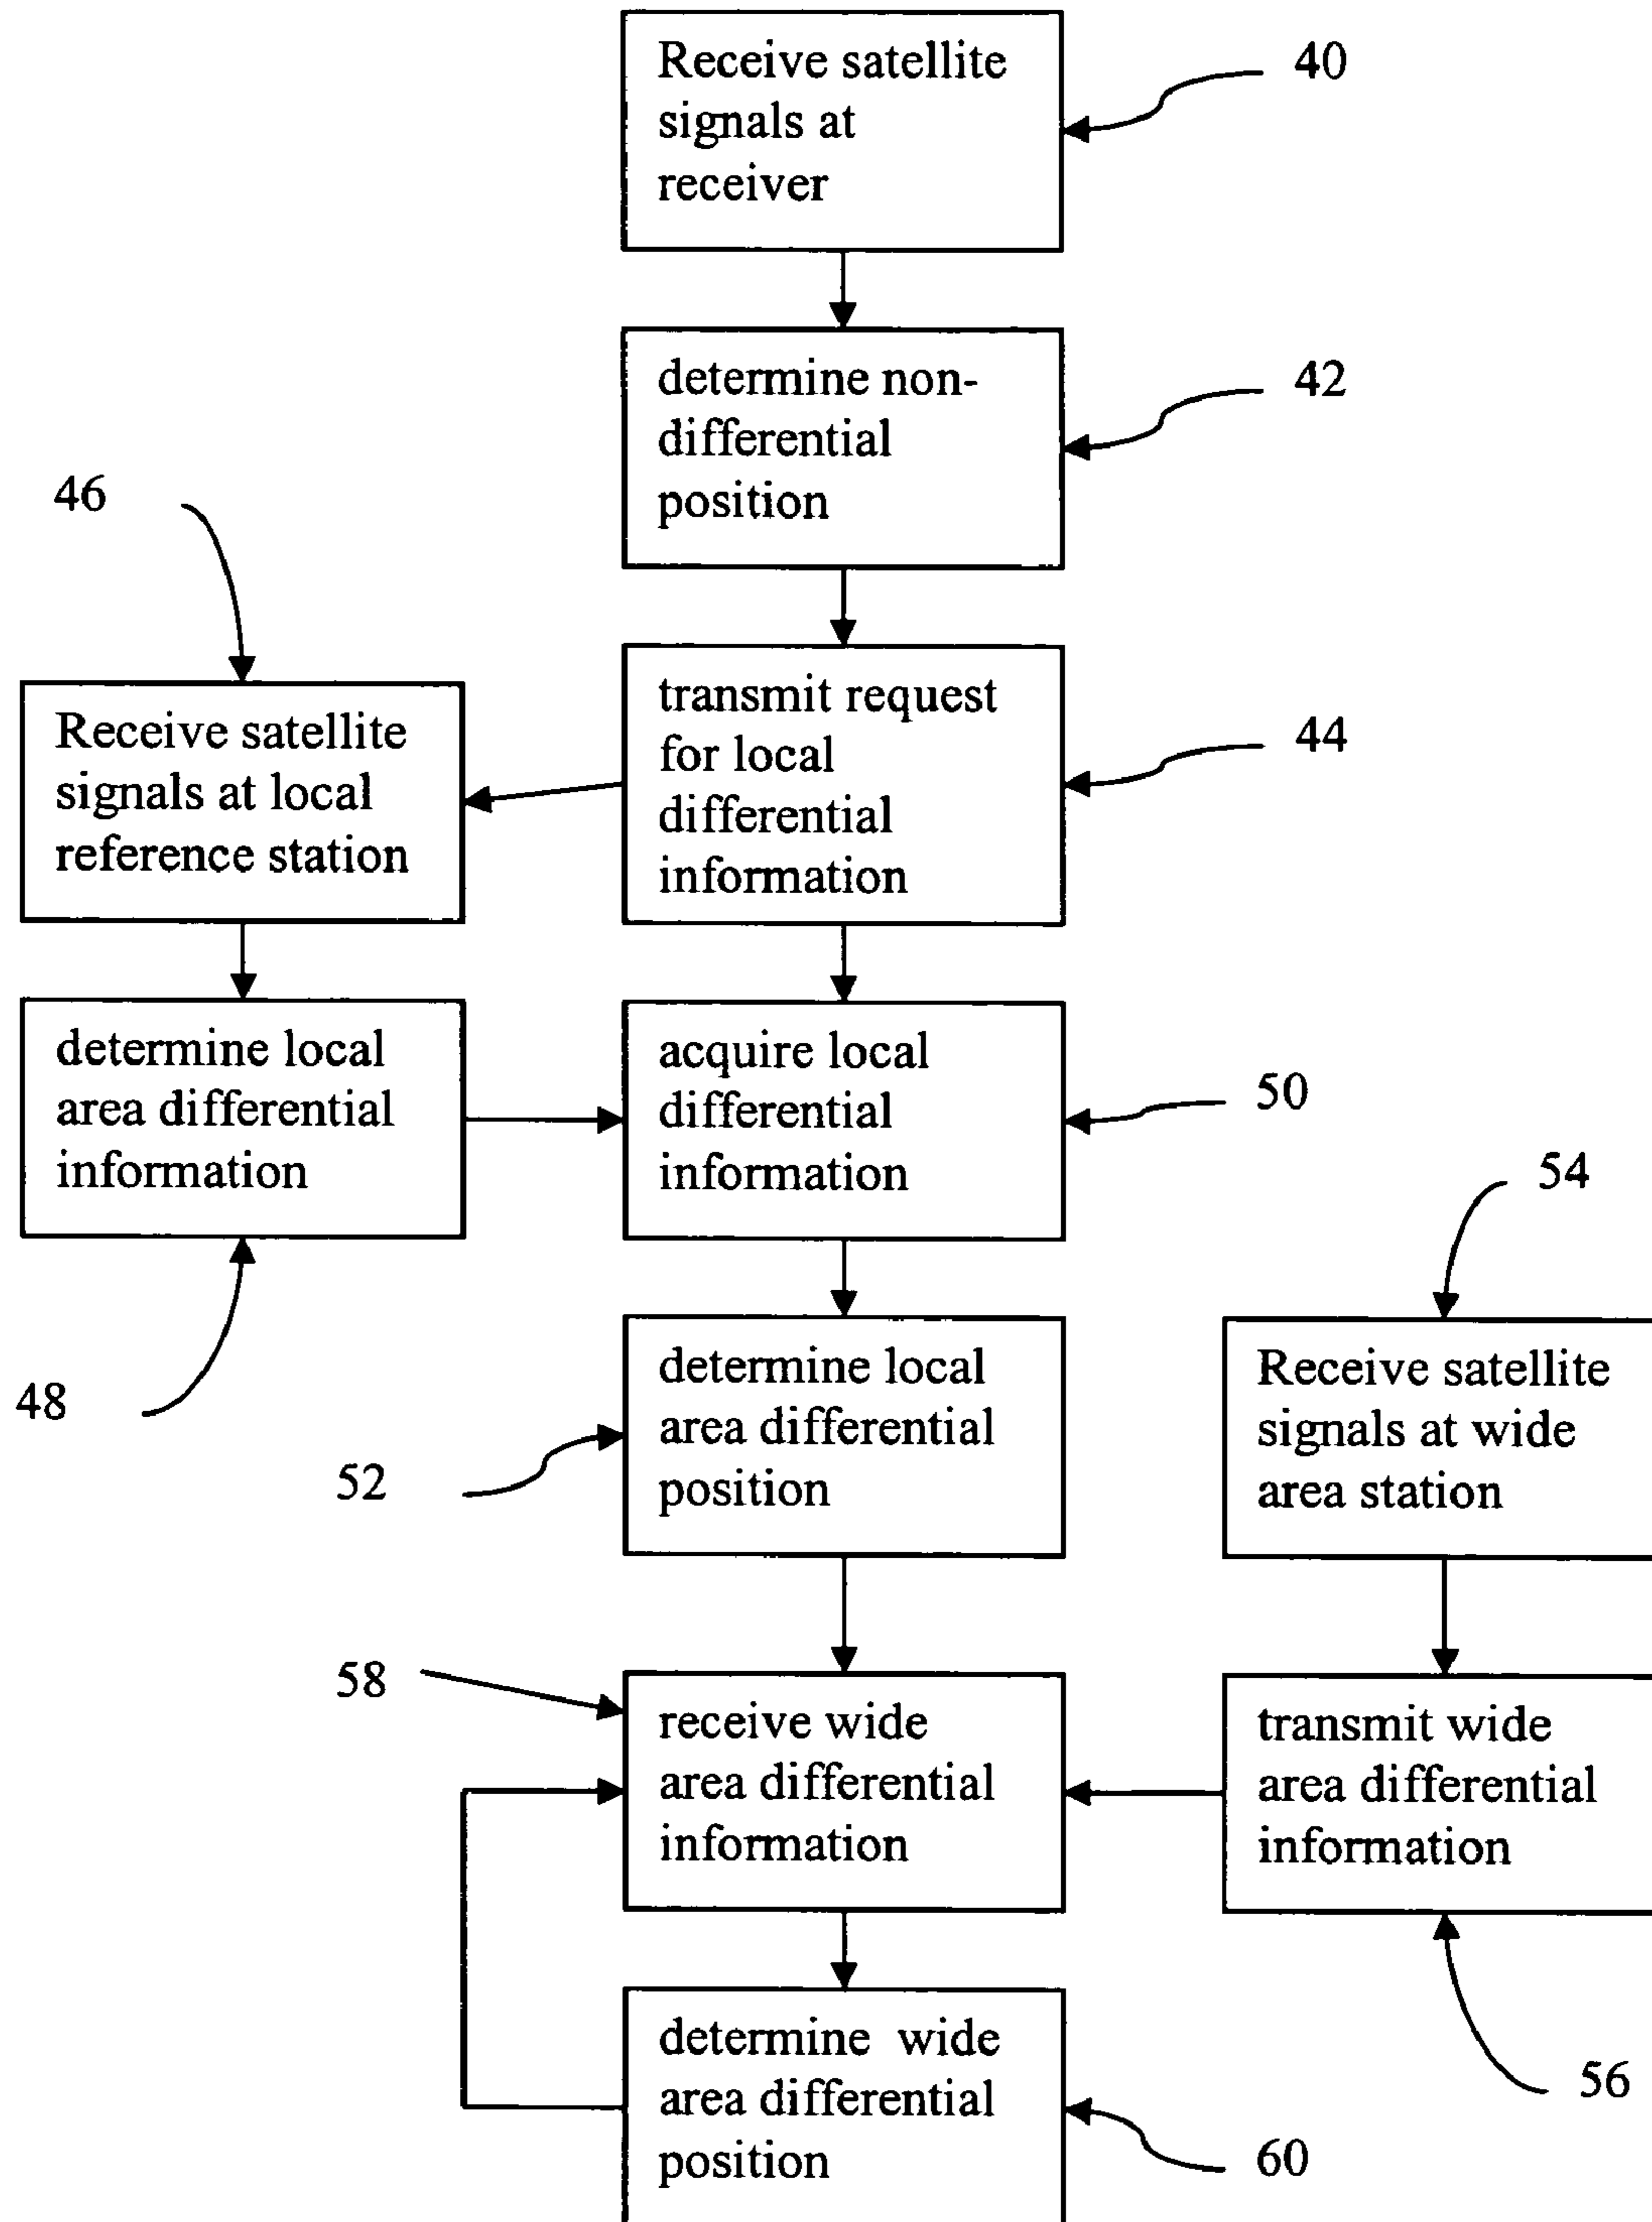 Receive satellite
signals at
receiver
40
determine non-
differential
position
42
46
transmit request
for local
differential
information
44
Receive satellite
signals at local
reference station
determine local
area differential
information
48
acquire local
differential
information
50
54
determine local
area differential
position
52
Receive satellite
signals at wide
area station
58
receive wide
area differential
information
transmit wide
area differential
information
56
determine wide
area differential
position
60